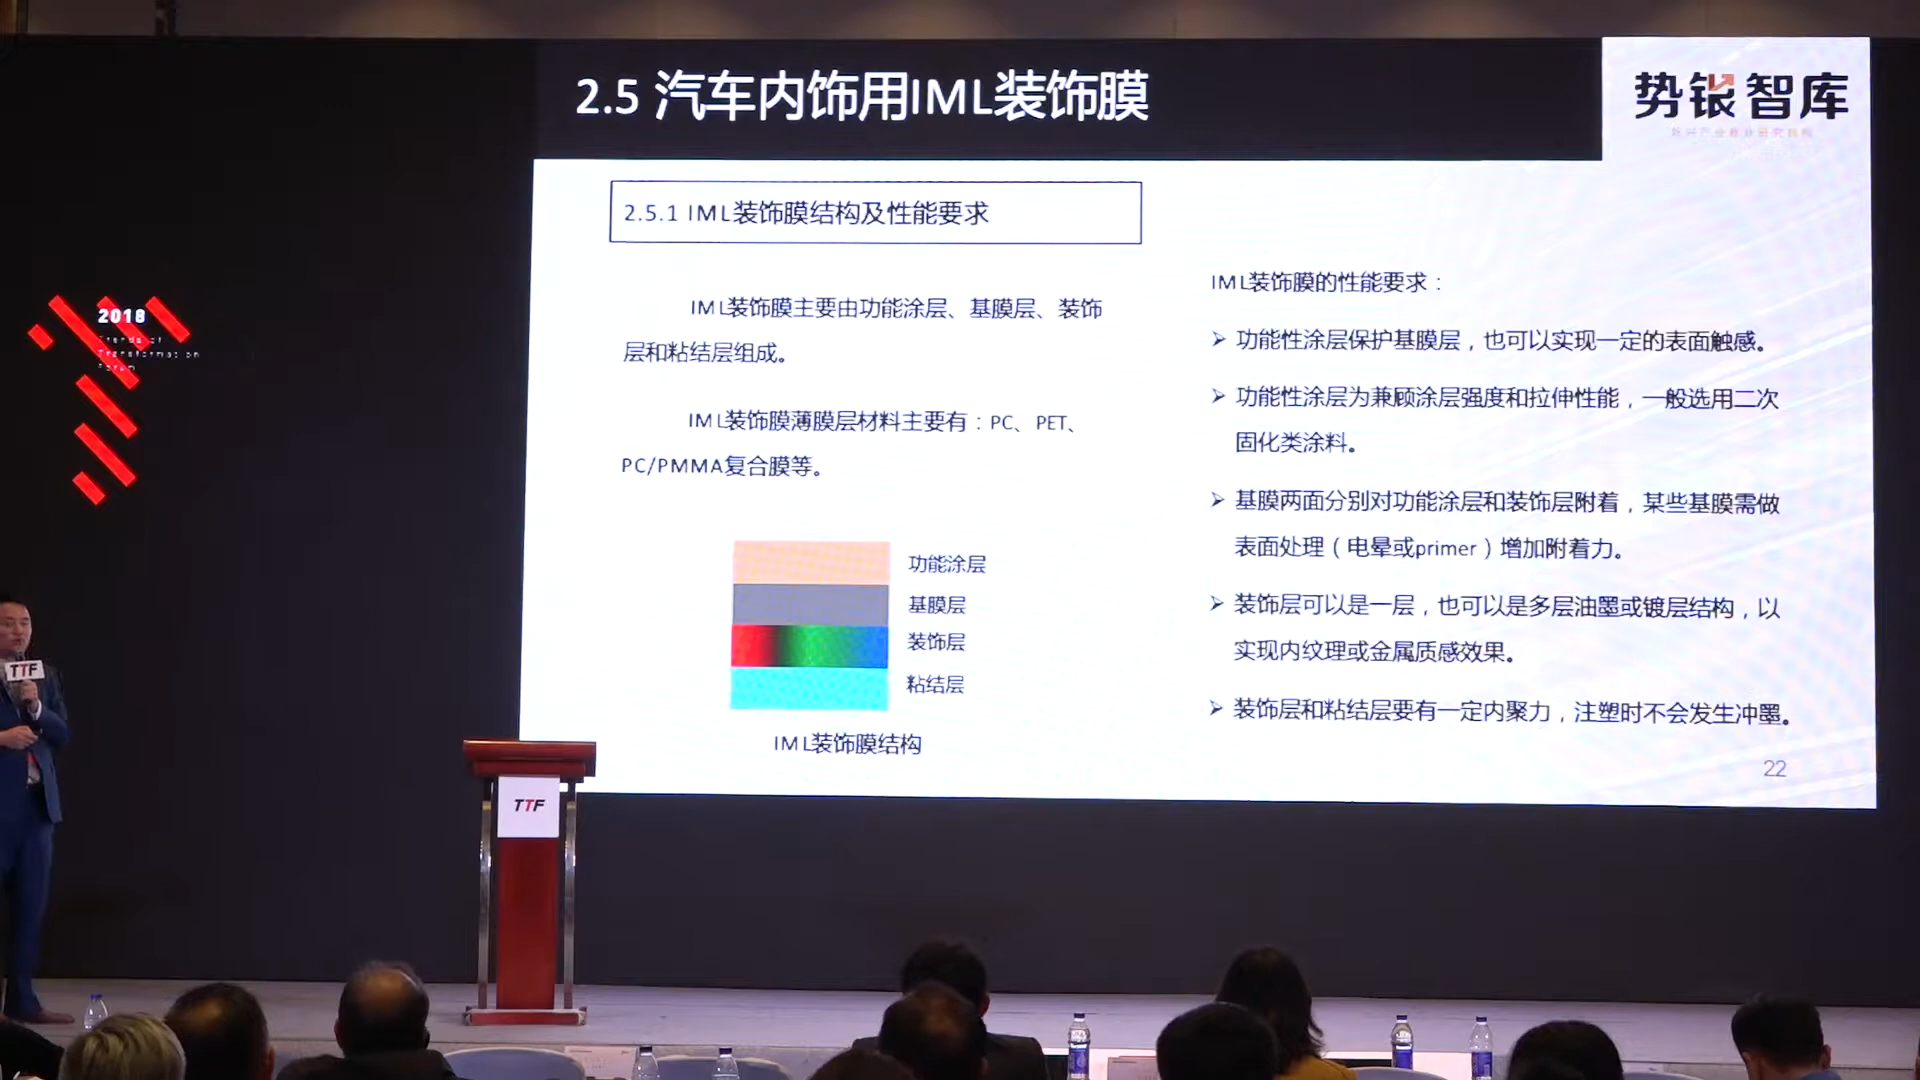 2.5 汽车内饰用IML装饰膜
势银智库
2.5.1 IML装饰膜结构及性能要求
IML装饰膜主要由功能涂层、基膜层、装饰
层和粘结层组成。
IML装饰膜薄膜层材料主要有：PC、PET、
PC/PMMA复合膜等。
功能涂层
基膜层
装饰层
粘结层
IML装饰膜结构
IML装饰膜的性能要求：
➢ 功能性涂层保护基膜层，也可以实现一定的表面触感。
➢ 功能性涂层为兼顾涂层强度和拉伸性能，一般选用二次
固化类涂料。
➢ 基膜两面分别对功能涂层和装饰层附着，某些基膜需做
表面处理（电晕或primer）增加附着力。
➢ 装饰层可以是一层，也可以是多层油墨或镀层结构，以
实现内纹理或金属质感效果。
➢ 装饰层和粘结层要有一定内聚力，注塑时不会发生冲墨。
22
2018
Trends of
Transformation
Forum
TTF
TTF